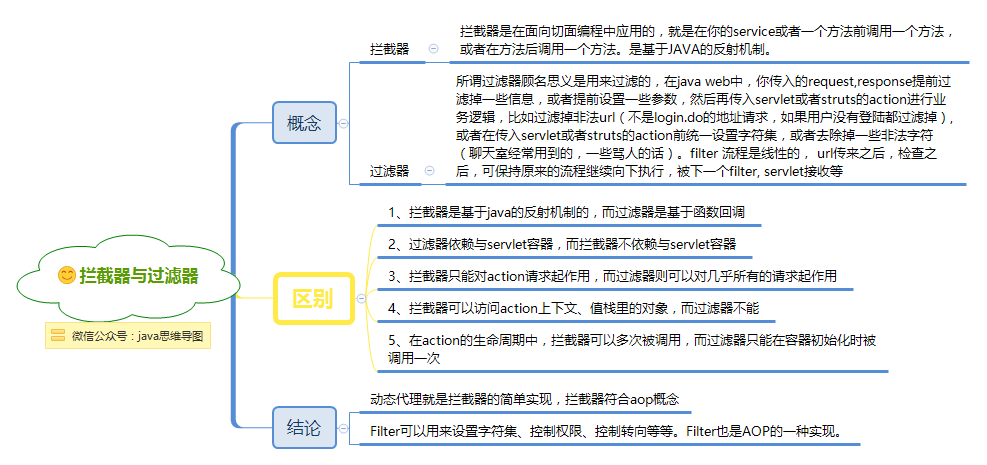 拦截器与过滤器
微信公众号：java思维导图
概念
拦截器
拦截器是在面向切面编程中应用的，就是在你的service或者一个方法前调用一个方法，
或者在方法后调用一个方法。是基于JAVA的反射机制。
过滤器
所谓过滤器顾名思义是用来过滤的，在java web中，你传入的request,response提前过
滤掉一些信息，或者提前设置一些参数，然后再传入servlet或者struts的action进行业
务逻辑，比如过滤掉非法url（不是login.do的地址请求，如果用户没有登陆都过滤掉）,
或者在传入servlet或者struts的action前统一设置字符集，或者去除掉一些非法字符
（聊天室经常用到的，一些骂人的话）。filter 流程是线性的， url传来之后，检查之
后，可保持原来的流程继续向下执行，被下一个filter, servlet接收等
区别
1、拦截器是基于java的反射机制的，而过滤器是基于函数回调
2、过滤器依赖与servlet容器，而拦截器不依赖与servlet容器
3、拦截器只能对action请求起作用，而过滤器则可以对几乎所有的请求起作用
4、拦截器可以访问action上下文、值栈里的对象，而过滤器不能
5、在action的生命周期中，拦截器可以多次被调用，而过滤器只能在容器初始化时被
调用一次
结论
动态代理就是拦截器的简单实现，拦截器符合aop概念
Filter可以用来设置字符集、控制权限、控制转向等等。Filter也是AOP的一种实现。